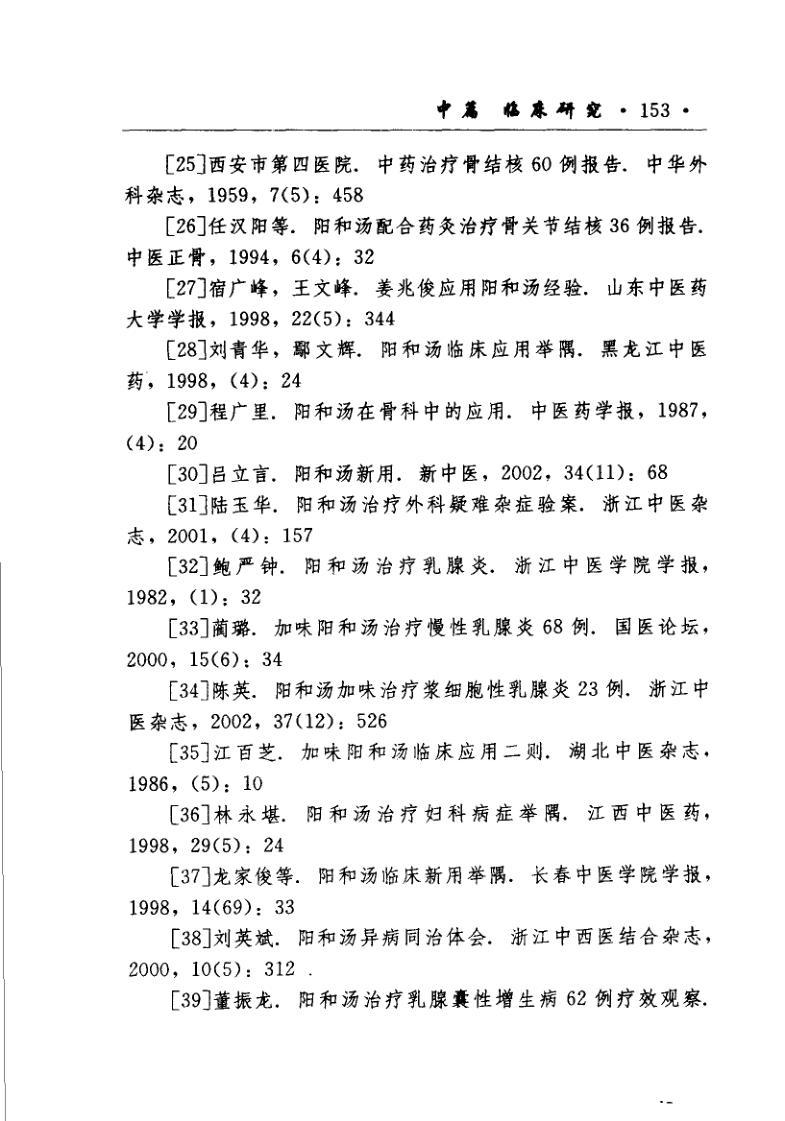 中篇 临床研究 · 153 ·
[25]西安市第四医院. 中药治疗骨结核 60 例报告. 中华外
科杂志，1959，7(5)：458
[26]任汉阳等. 阳和汤配合药灸治疗骨关节结核 36 例报告.
中医正骨，1994，6(4)：32
[27]宿广峰，王文峰. 姜兆俊应用阳和汤经验. 山东中医药
大学学报，1998，22(5)：344
[28]刘青华，鄢文辉. 阳和汤临床应用举隅. 黑龙江中医
药，1998，(4)：24
[29]程广里. 阳和汤在骨科中的应用. 中医药学报，1987，
(4)：20
[30]吕立言. 阳和汤新用. 新中医，2002，34(11)：68
[31]陆玉华. 阳和汤治疗外科疑难杂症验案. 浙江中医杂
志，2001，(4)：157
[32]鲍严钟. 阳和汤治疗乳腺炎. 浙江中医学院学报，
1982，(1)：32
[33]蔺璐. 加味阳和汤治疗慢性乳腺炎 68 例. 国医论坛，
2000，15(6)：34
[34]陈英. 阳和汤加味治疗浆细胞性乳腺炎 23 例. 浙江中
医杂志，2002，37(12)：526
[35]江百芝. 加味阳和汤临床应用二则. 湖北中医杂志，
1986，(5)：10
[36]林永堪. 阳和汤治疗妇科病症举隅. 江西中医药，
1998，29(5)：24
[37]龙家俊等. 阳和汤临床新用举隅. 长春中医学院学报，
1998，14(69)：33
[38]刘英斌. 阳和汤异病同治体会. 浙江中西医结合杂志，
2000，10(5)：312 .
[39]董振龙. 阳和汤治疗乳腺囊性增生病 62 例疗效观察.